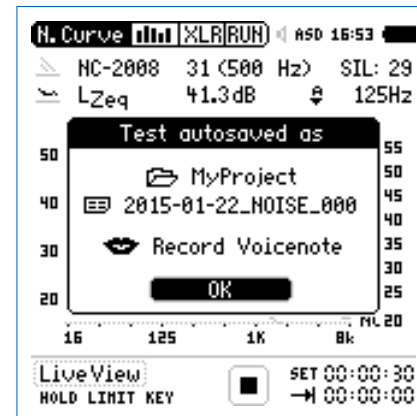 N. Curve XLR RUN ASD 16:53
NC-2008 31 (500 Hz) SIL: 29
LZeq 41.3dB 125Hz
Test autosaved as
MyProject
2015-01-22_NOISE_000
Record Voicenote
OK
50 40 30 20
55 50 45 40 35 30 25 NC 20
16 125 1K 8k
LiveView SET 00:00:30
HOLD LIMIT KEY 00:00:00